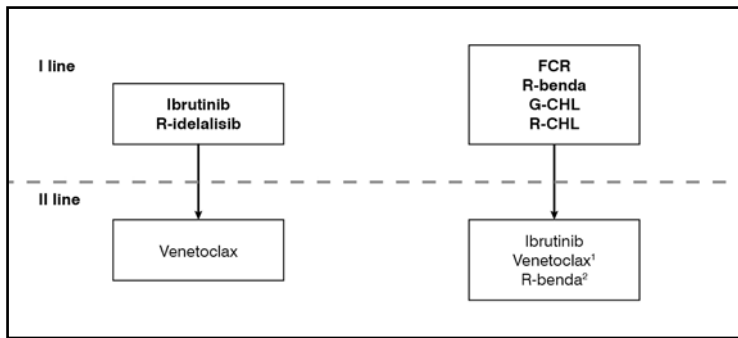 I line
Ibrutinib
R-idelalisib
FCR
R-benda
G-CHL
R-CHL
II line
Venetoclax
Ibrutinib
Venetoclax¹
R-benda²